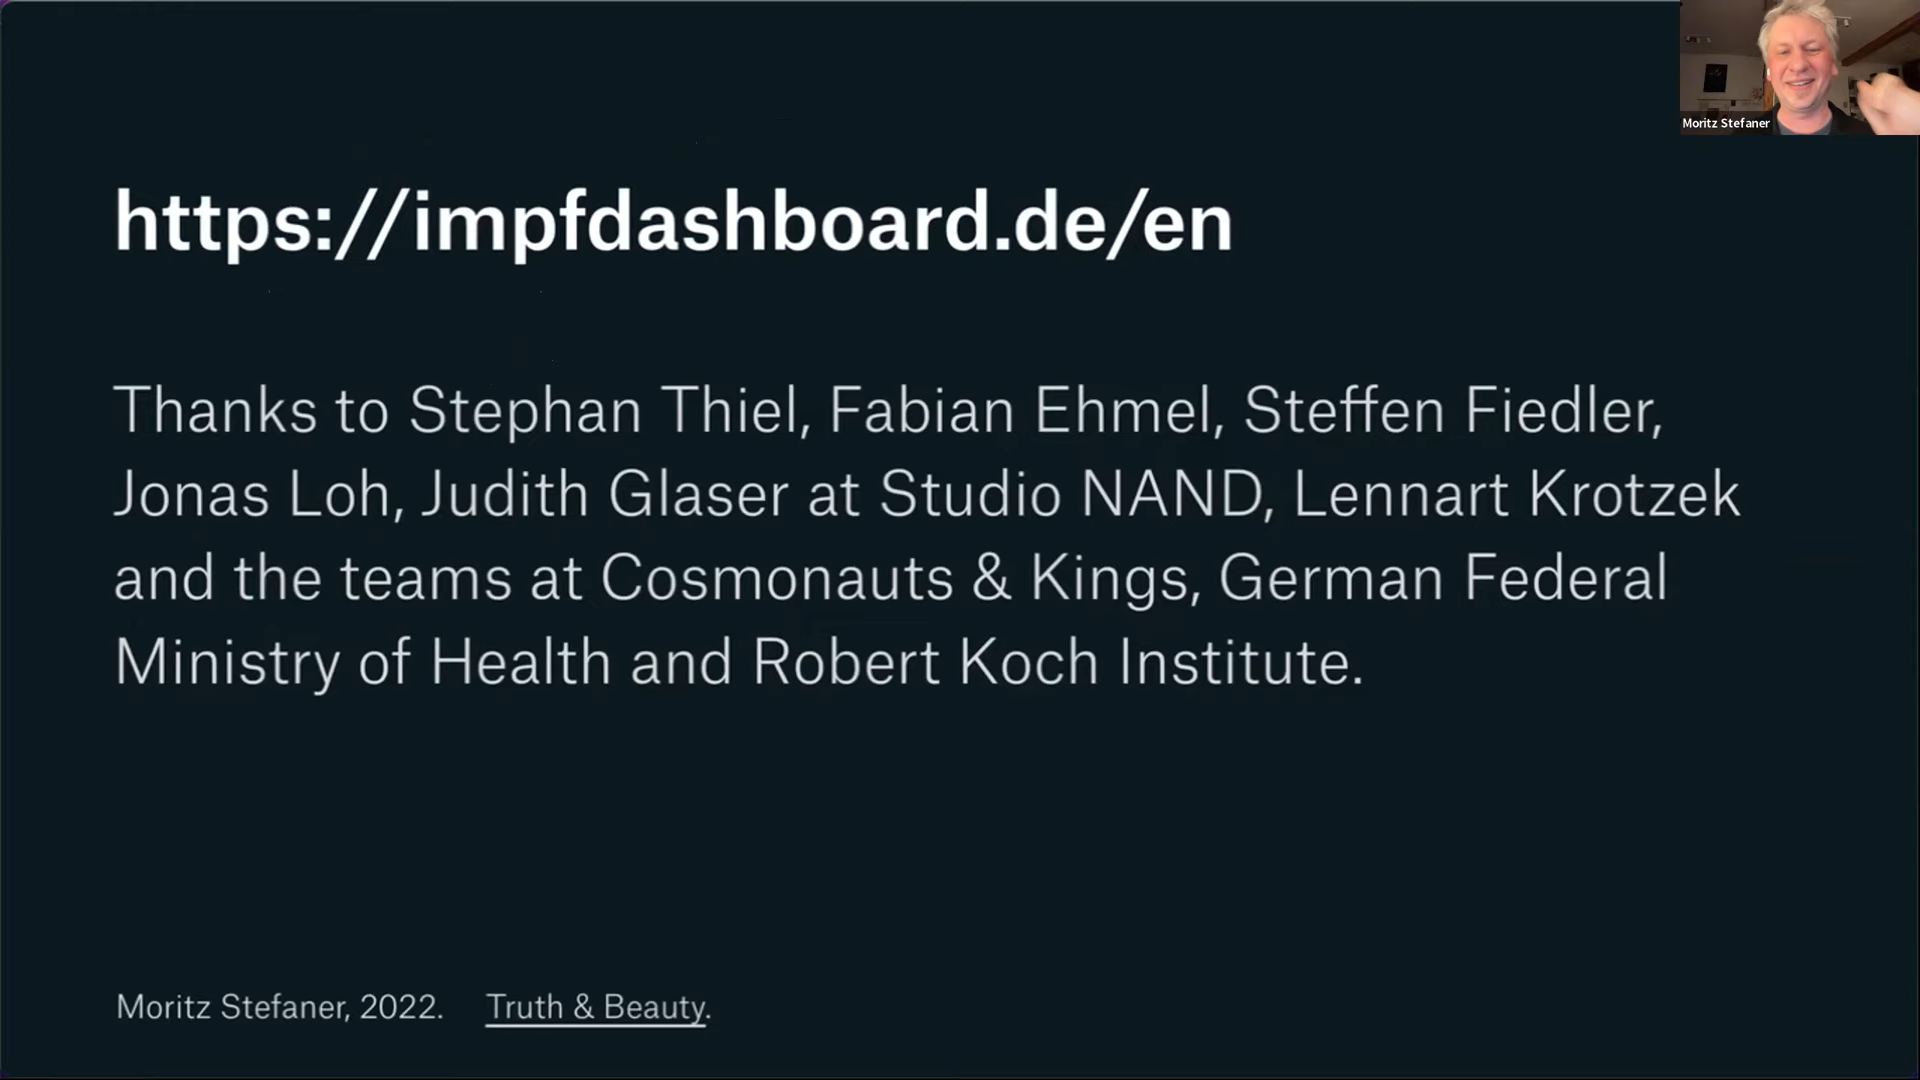 Moritz Stefaner
https://impfdashboard.de/en
Thanks to Stephan Thiel, Fabian Ehmel, Steffen Fiedler,
Jonas Loh, Judith Glaser at Studio NAND, Lennart Krotzek
and the teams at Cosmonauts & Kings, German Federal
Ministry of Health and Robert Koch Institute.
Moritz Stefaner, 2022. Truth & Beauty.